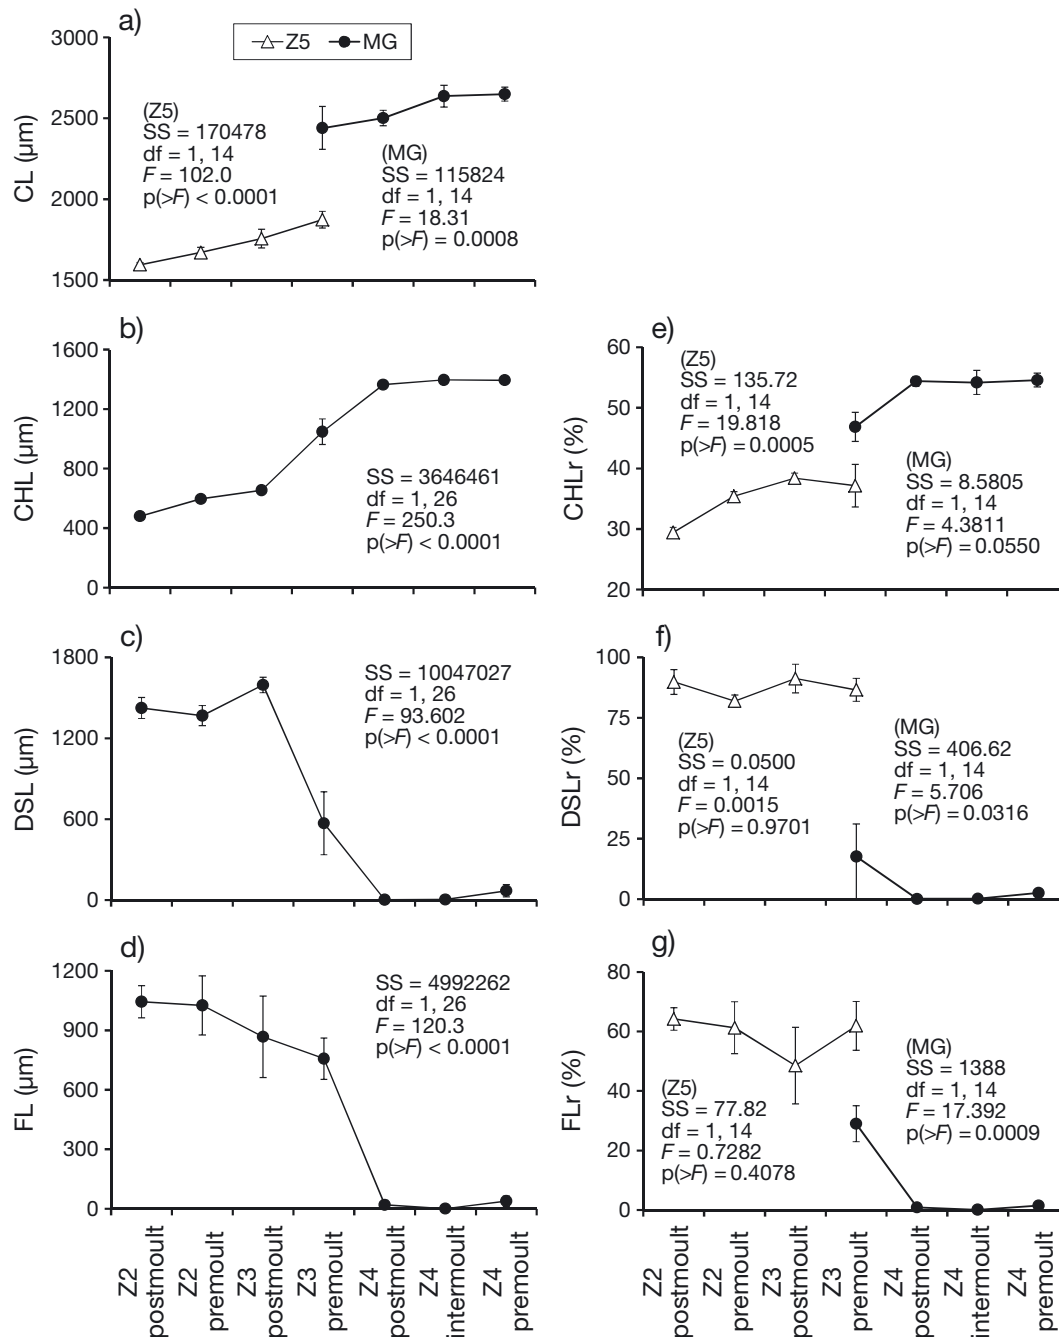 a)
Z5 MG
CL (µm)
3000
2500
2000
1500
(Z5)
SS = 170478
df = 1, 14
F = 102.0
p(>F) < 0.0001
(MG)
SS = 115824
df = 1, 14
F = 18.31
p(>F) = 0.0008
b)
CHL (µm)
1600
1200
800
400
0
SS = 3646461
df = 1, 26
F = 250.3
p(>F) < 0.0001
e)
CHLr (%)
60
50
40
30
20
(Z5)
SS = 135.72
df = 1, 14
F = 19.818
p(>F) = 0.0005
(MG)
SS = 8.5805
df = 1, 14
F = 4.3811
p(>F) = 0.0550
c)
DSL (µm)
1800
1200
600
0
SS = 10047027
df = 1, 26
F = 93.602
p(>F) < 0.0001
f)
DSLr (%)
100
75
50
25
0
(Z5)
SS = 0.0500
df = 1, 14
F = 0.0015
p(>F) = 0.9701
(MG)
SS = 406.62
df = 1, 14
F = 5.706
p(>F) = 0.0316
d)
FL (µm)
1200
900
600
300
0
SS = 4992262
df = 1, 26
F = 120.3
p(>F) < 0.0001
g)
FLr (%)
80
60
40
20
0
(Z5)
SS = 77.82
df = 1, 14
F = 0.7282
p(>F) = 0.4078
(MG)
SS = 1388
df = 1, 14
F = 17.392
p(>F) = 0.0009
Z2
postmoult
Z2
premoult
Z3
postmoult
Z3
premoult
Z4
postmoult
Z4
intermoult
Z4
premoult
Z2
postmoult
Z2
premoult
Z3
postmoult
Z3
premoult
Z4
postmoult
Z4
intermoult
Z4
premoult